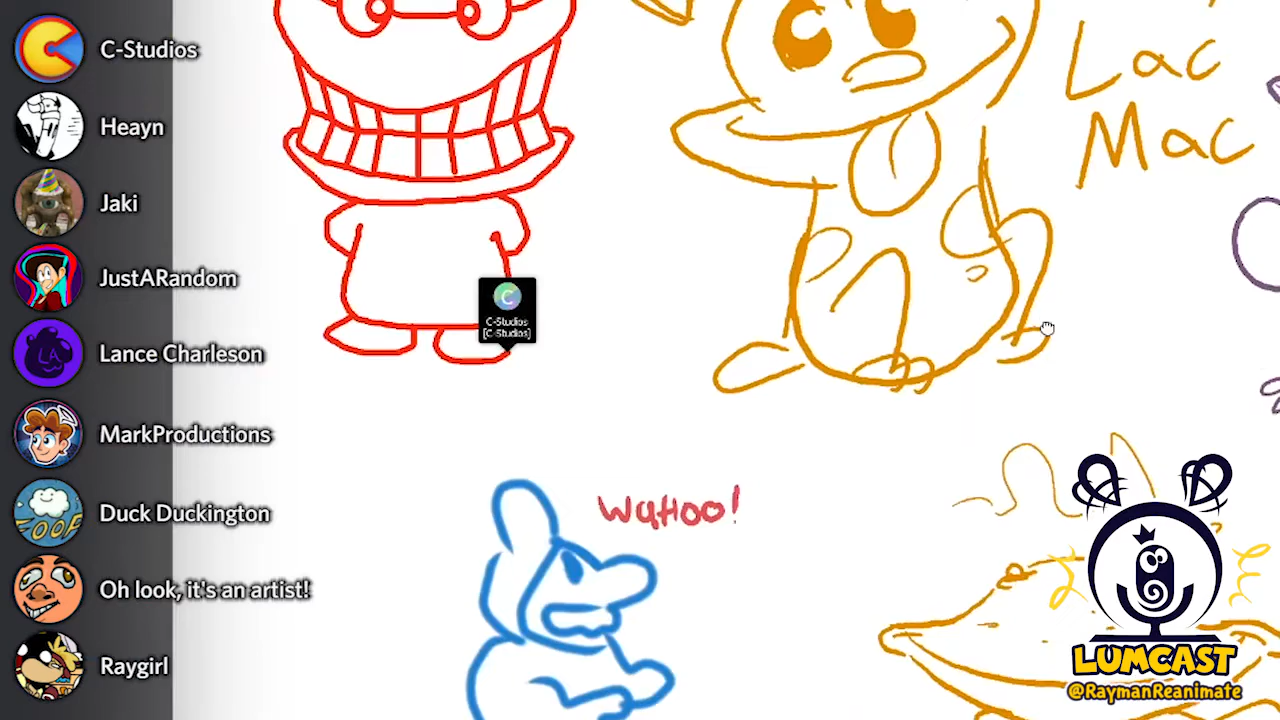 C-Studios
Heayn
Jaki
JustARandom
Lance Charleson
MarkProductions
Duck Duckington
Oh look, it's an artist!
Raygirl
C
C-Studios
[C-Studios]
Lac
Mac
WAHOO!
LUMCAST
@RaymanReanimate